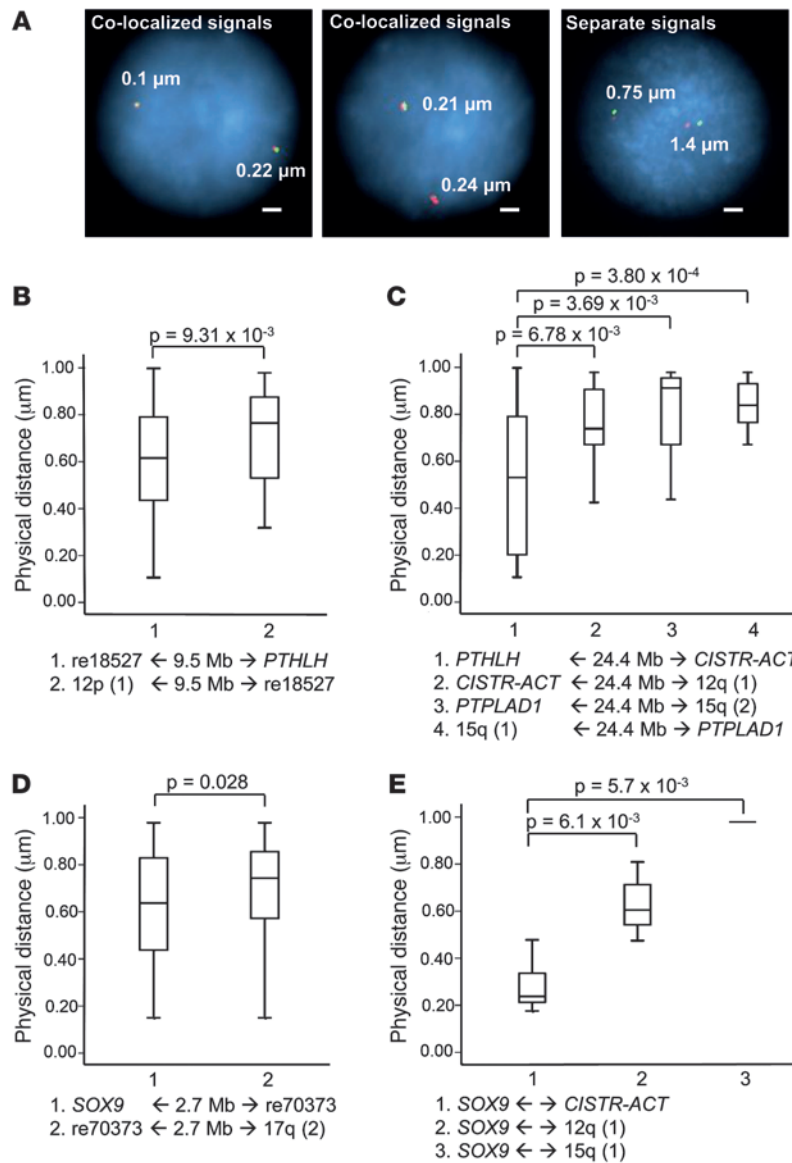 A
Co-localized signals
Co-localized signals
Separate signals
0.1 µm
0.22 µm
0.21 µm
0.24 µm
0.75 µm
1.4 µm
B
p = 9.31 x 10⁻³
Physical distance (µm)
1.00
0.80
0.60
0.40
0.20
0.00
1 2
1. re18527 ← 9.5 Mb → PTHLH
2. 12p (1) ← 9.5 Mb → re18527
C
p = 3.80 x 10⁻⁴
p = 3.69 x 10⁻³
p = 6.78 x 10⁻³
Physical distance (µm)
1.00
0.80
0.60
0.40
0.20
0.00
1 2 3 4
1. PTHLH ← 24.4 Mb → CISTR-ACT
2. CISTR-ACT ← 24.4 Mb → 12q (1)
3. PTPLAD1 ← 24.4 Mb → 15q (2)
4. 15q (1) ← 24.4 Mb → PTPLAD1
D
p = 0.028
Physical distance (µm)
1.00
0.80
0.60
0.40
0.20
0.00
1 2
1. SOX9 ← 2.7 Mb → re70373
2. re70373 ← 2.7 Mb → 17q (2)
E
p = 5.7 x 10⁻³
p = 6.1 x 10⁻³
Physical distance (µm)
1.00
0.80
0.60
0.40
0.20
0.00
1 2 3
1. SOX9 ← → CISTR-ACT
2. SOX9 ← → 12q (1)
3. SOX9 ← → 15q (1)